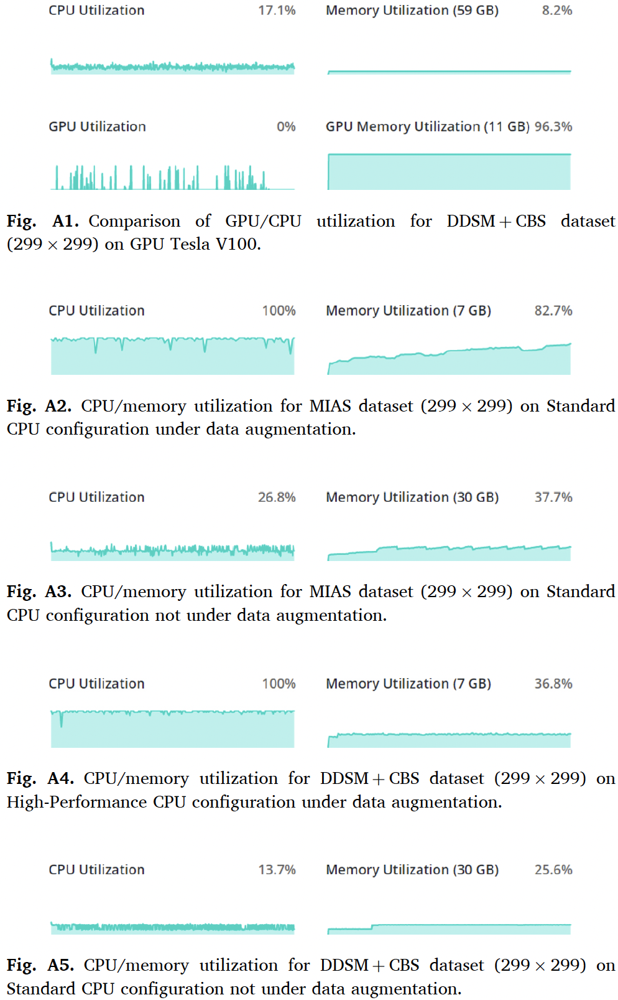 CPU Utilization 17.1% Memory Utilization (59 GB) 8.2%
GPU Utilization 0% GPU Memory Utilization (11 GB) 96.3%
Fig. A1. Comparison of GPU/CPU utilization for DDSM + CBS dataset
(299 × 299) on GPU Tesla V100.
CPU Utilization 100% Memory Utilization (7 GB) 82.7%
Fig. A2. CPU/memory utilization for MIAS dataset (299 × 299) on Standard
CPU configuration under data augmentation.
CPU Utilization 26.8% Memory Utilization (30 GB) 37.7%
Fig. A3. CPU/memory utilization for MIAS dataset (299 × 299) on Standard
CPU configuration not under data augmentation.
CPU Utilization 100% Memory Utilization (7 GB) 36.8%
Fig. A4. CPU/memory utilization for DDSM + CBS dataset (299 × 299) on
High-Performance CPU configuration under data augmentation.
CPU Utilization 13.7% Memory Utilization (30 GB) 25.6%
Fig. A5. CPU/memory utilization for DDSM + CBS dataset (299 × 299) on
Standard CPU configuration not under data augmentation.